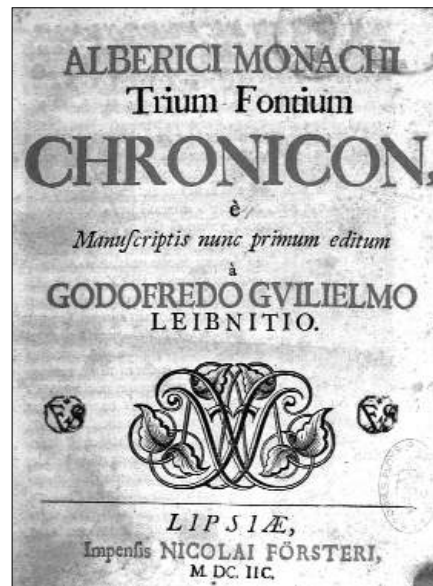 ALBERICI MONACHI
Trium Fontium
CHRONICON,
è
Manuſcriptis nunc primum editum
à
GODOFREDO GVILIELMO
LEIBNITIO.
LIPSIÆ,
Impenſis NICOLAI FÖRSTERI,
M. DC. IIC.